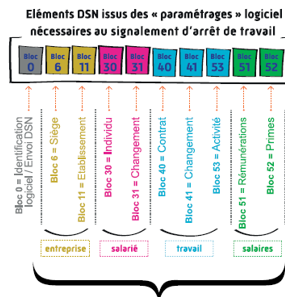 Eléments DSN issus des « paramétrages » logiciel
nécessaires au signalement d'arrêt de travail
Bloc 0
Bloc 6
Bloc 11
Bloc 30
Bloc 31
Bloc 40
Bloc 41
Bloc 53
Bloc 51
Bloc 52
Bloc 0 = Identification
logiciel / Envoi DSN
Bloc 6 = Siège
Bloc 11 = Etablissement
Bloc 30 = Individu
Bloc 31 = Changement
Bloc 40 = Contrat
Bloc 41 = Changement
Bloc 53 = Activité
Bloc 51 = Rémunérations
Bloc 52 = Primes
entreprise
salarié
travail
salaires